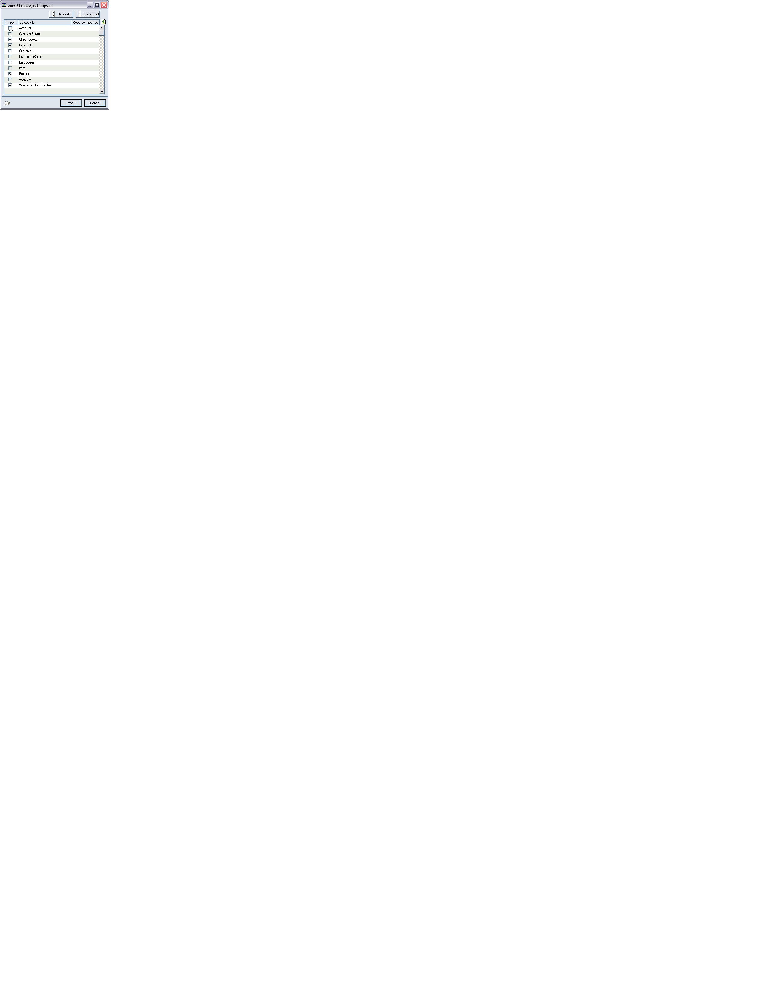 SmartFill Object Import
Mark All Unmark All
Import Object File Records Imported
Accounts
Candian Payroll
Checkbooks
Contracts
Customers
CustomersBegins
Employees
Items
Projects
Vendors
WennSoft Job Numbers
Import Cancel